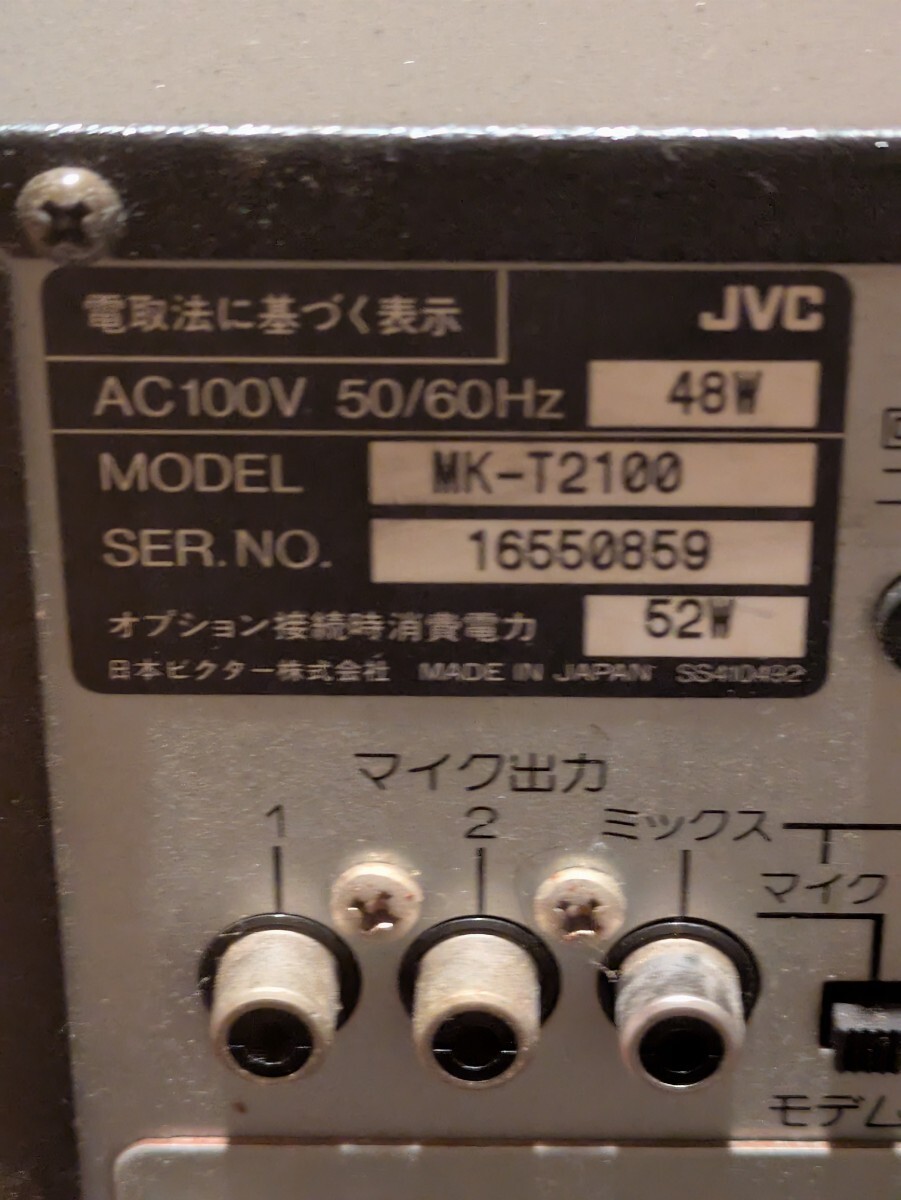 電取法に基づく表示
JVC
AC100V 50/60Hz 48W
MODEL MK-T2100
SER.NO. 16550859
オプション接続時消費電力 52W
日本ビクター株式会社 MADE IN JAPAN SS410492
マイク出力
1 2 ミックス
マイク
モデム